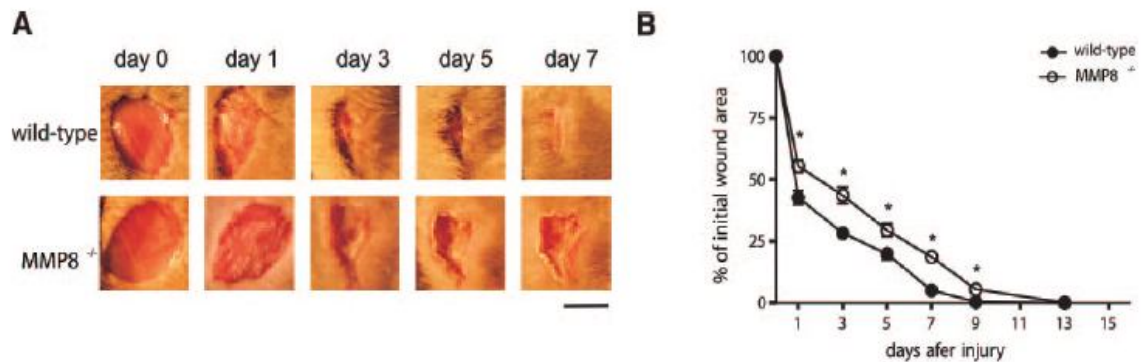 A
day 0 day 1 day 3 day 5 day 7
wild-type
MMP8 -/-
B
% of initial wound area
100
75
50
25
0
* * * * *
wild-type
MMP8 -/-
1 3 5 7 9 11 13 15
days afer injury